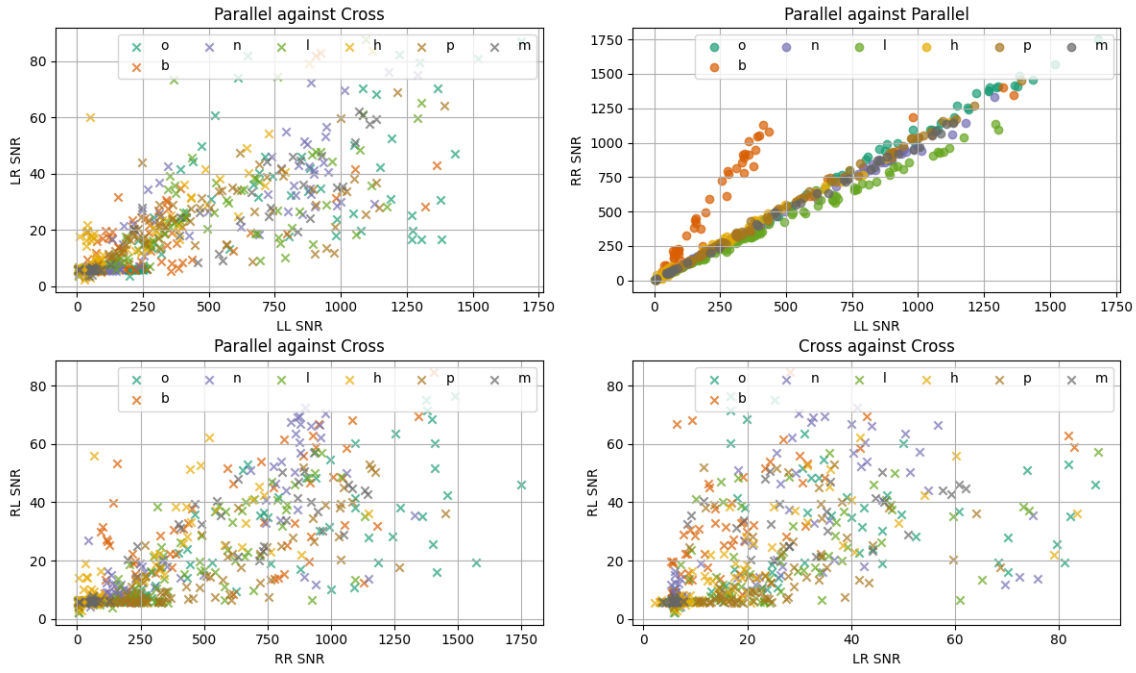 Parallel against Cross
o n l h p m
b
80
60
40
20
0
LR SNR
0 250 500 750 1000 1250 1500 1750
LL SNR
Parallel against Parallel
o n l h p m
b
1750
1500
1250
1000
750
500
250
0
RR SNR
0 250 500 750 1000 1250 1500 1750
LL SNR
Parallel against Cross
o n l h p m
b
80
60
40
20
0
RL SNR
0 250 500 750 1000 1250 1500 1750
RR SNR
Cross against Cross
o n l h p m
b
80
60
40
20
0
RL SNR
0 20 40 60 80
LR SNR